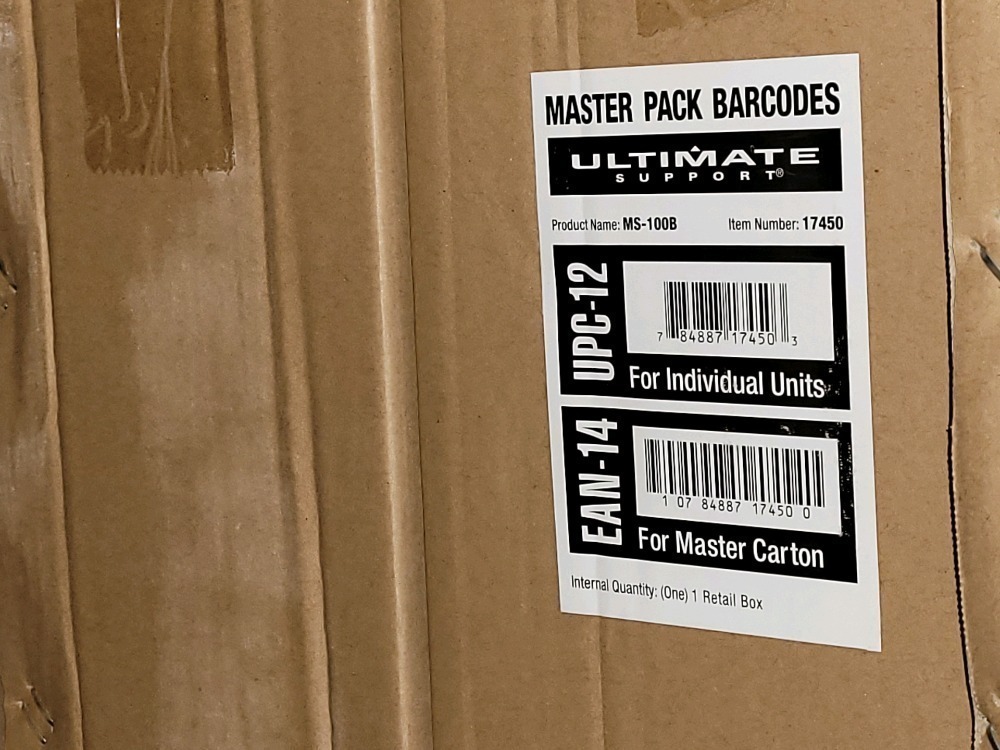 MASTER PACK BARCODES
ULTIMATE
SUPPORT®
Product Name: MS-100B Item Number: 17450
UPC-12
7 84887 17450 3
For Individual Units
EAN-14
1 07 84887 17450 0
For Master Carton
Internal Quantity: (One) 1 Retail Box